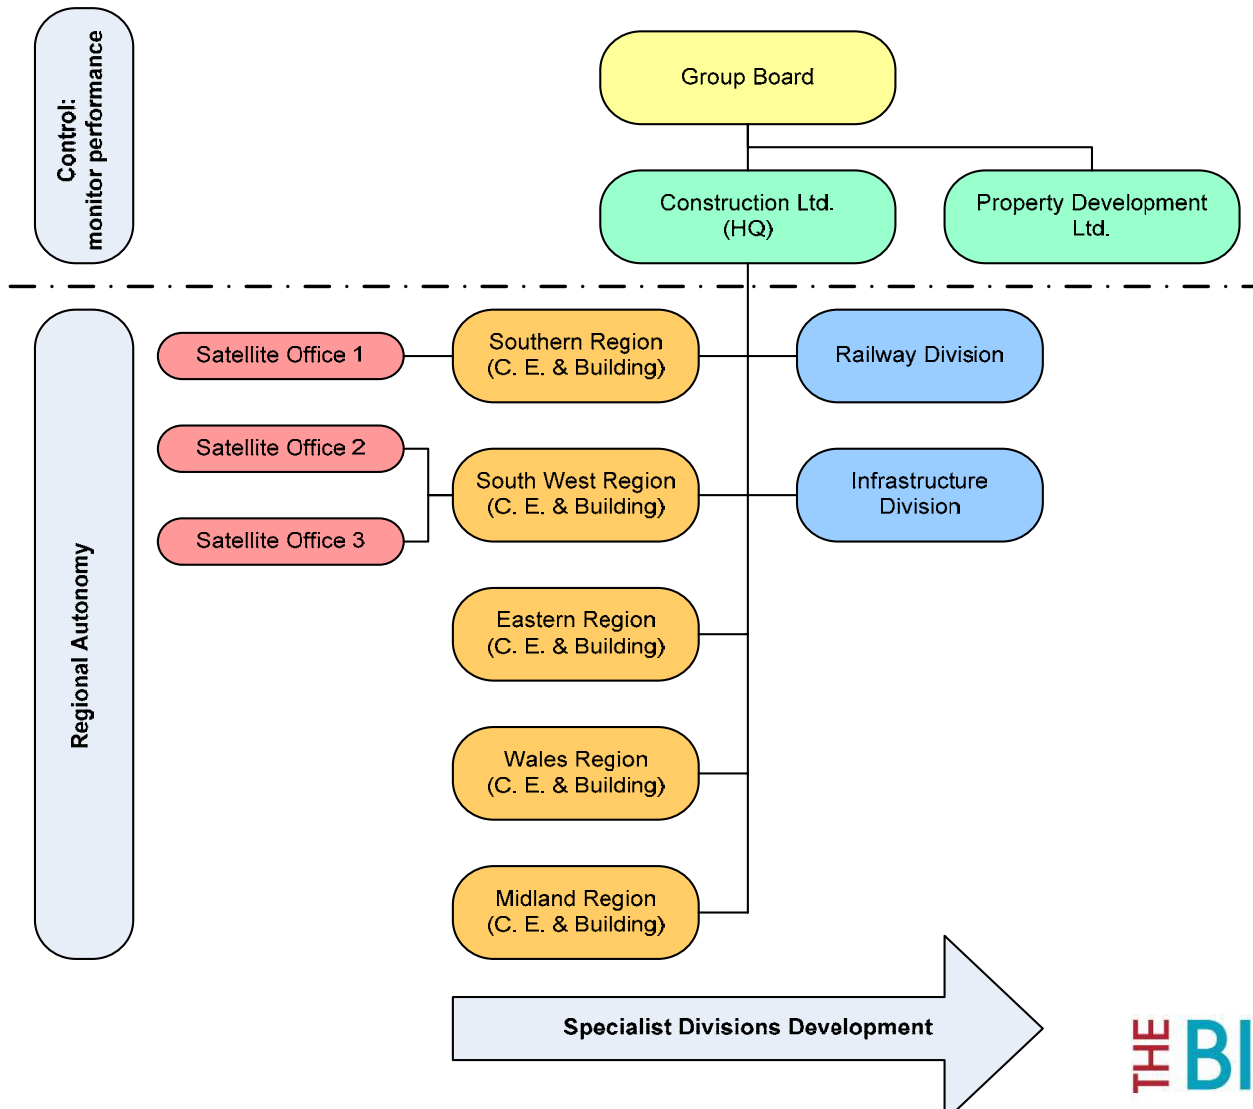 Control:
monitor performance
Group Board
Construction Ltd.
(HQ)
Property Development
Ltd.
Regional Autonomy
Satellite Office 1
Southern Region
(C. E. & Building)
Railway Division
Satellite Office 2
South West Region
(C. E. & Building)
Infrastructure
Division
Satellite Office 3
Eastern Region
(C. E. & Building)
Wales Region
(C. E. & Building)
Midland Region
(C. E. & Building)
Specialist Divisions Development
THE BI